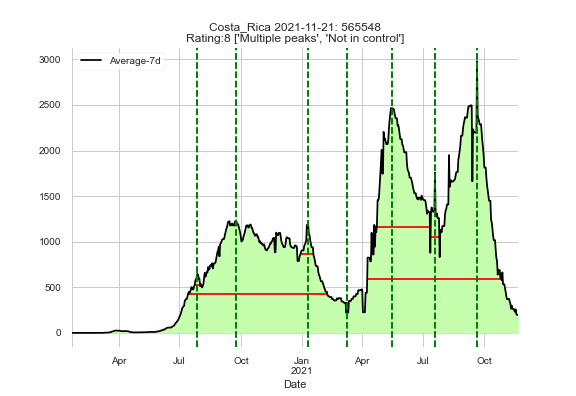 Costa_Rica 2021-11-21: 565548
Rating:8 ['Multiple peaks', 'Not in control']
Average-7d
3000
2500
2000
1500
1000
500
0
Apr Jul Oct Jan Apr Jul Oct
2021
Date